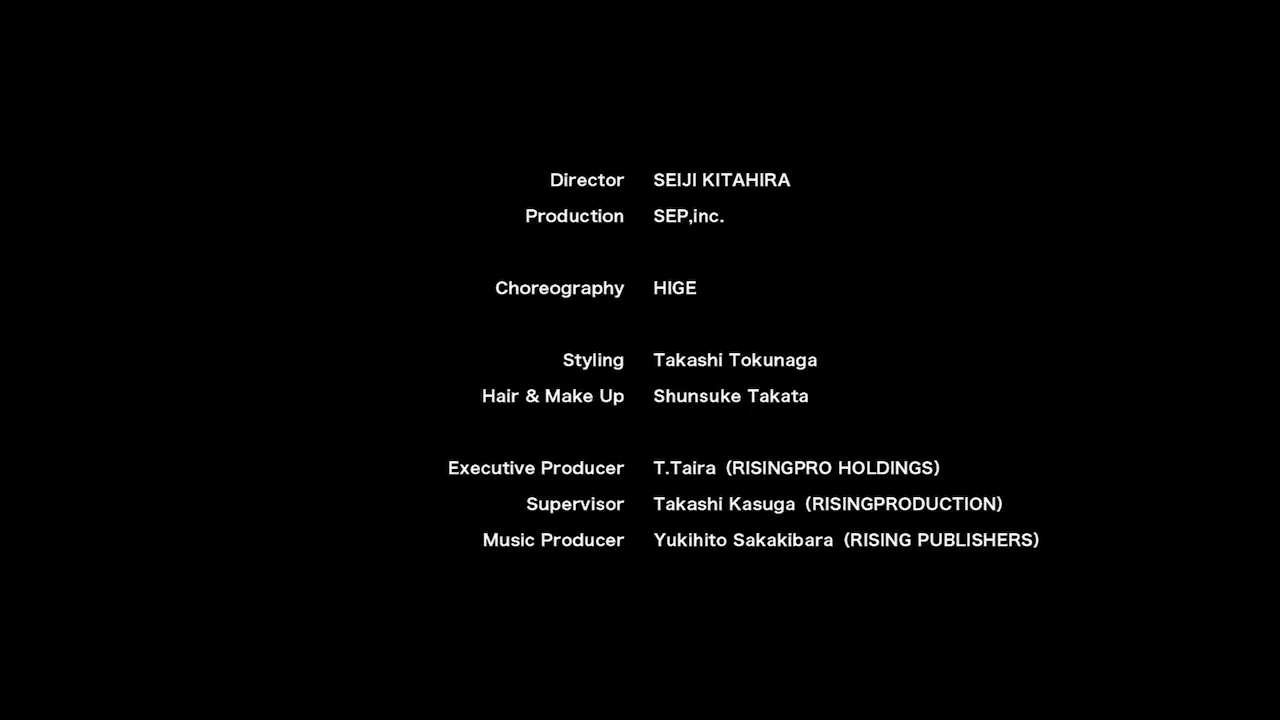 Director SEIJI KITAHIRA
Production SEP,inc.
Choreography HIGE
Styling Takashi Tokunaga
Hair & Make Up Shunsuke Takata
Executive Producer T.Taira（RISINGPRO HOLDINGS）
Supervisor Takashi Kasuga（RISINGPRODUCTION）
Music Producer Yukihito Sakakibara（RISING PUBLISHERS）